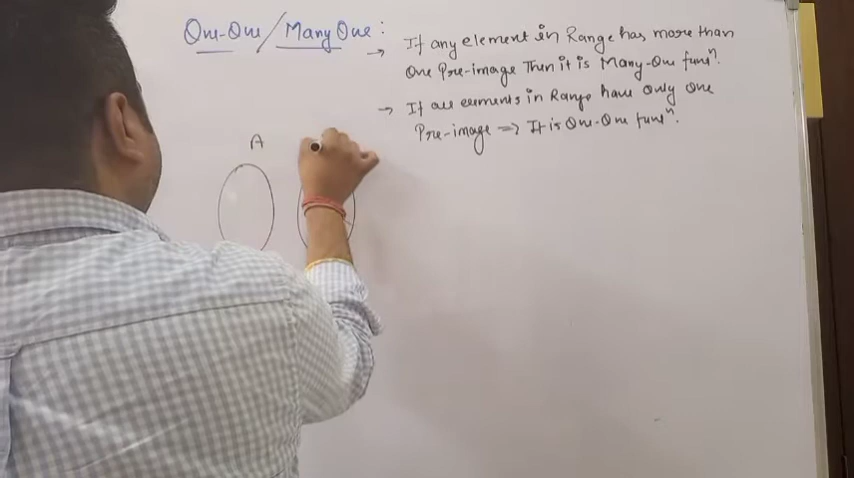 One-One / Many One :
→ If any element in Range has more than
One Pre-image Then it is Many-One funⁿ.
→ If all elements in Range have only one
Pre-image ⇒ It is One-One funⁿ.
A